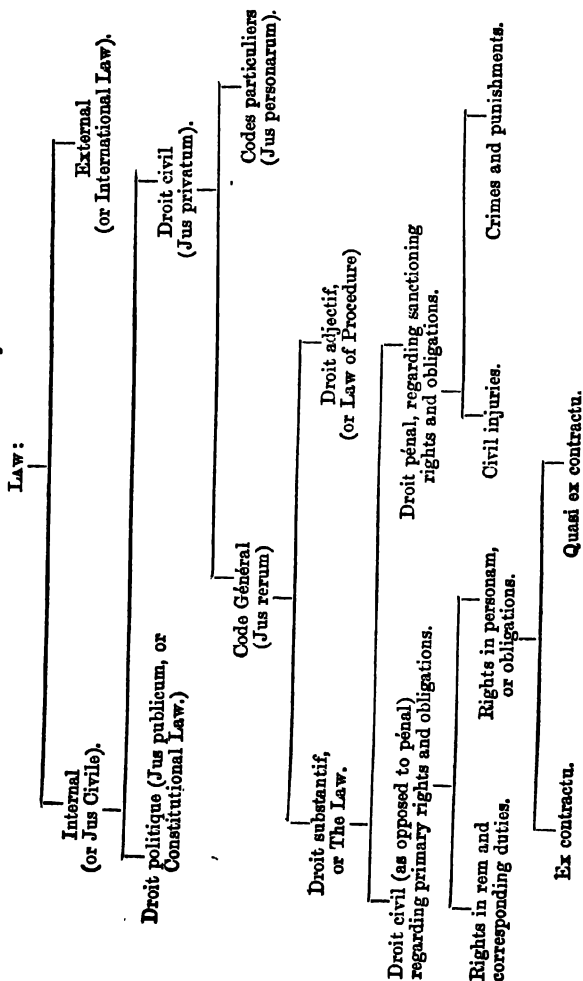 LAW:
Internal
(or Jus Civile).
External
(or International Law).
Droit politique (Jus publicum, or
Constitutional Law.)
Droit civil
(Jus privatum).
Code Général
(Jus rerum)
Codes particuliers
(Jus personarum).
Droit substantif,
or The Law.
Droit adjectif,
(or Law of Procedure)
Droit civil (as opposed to pénal)
regarding primary rights and obligations.
Droit pénal, regarding sanctioning
rights and obligations.
Rights in rem and
corresponding duties.
Rights in personam,
or obligations.
Civil injuries.
Crimes and punishments.
Ex contractu.
Quasi ex contractu.